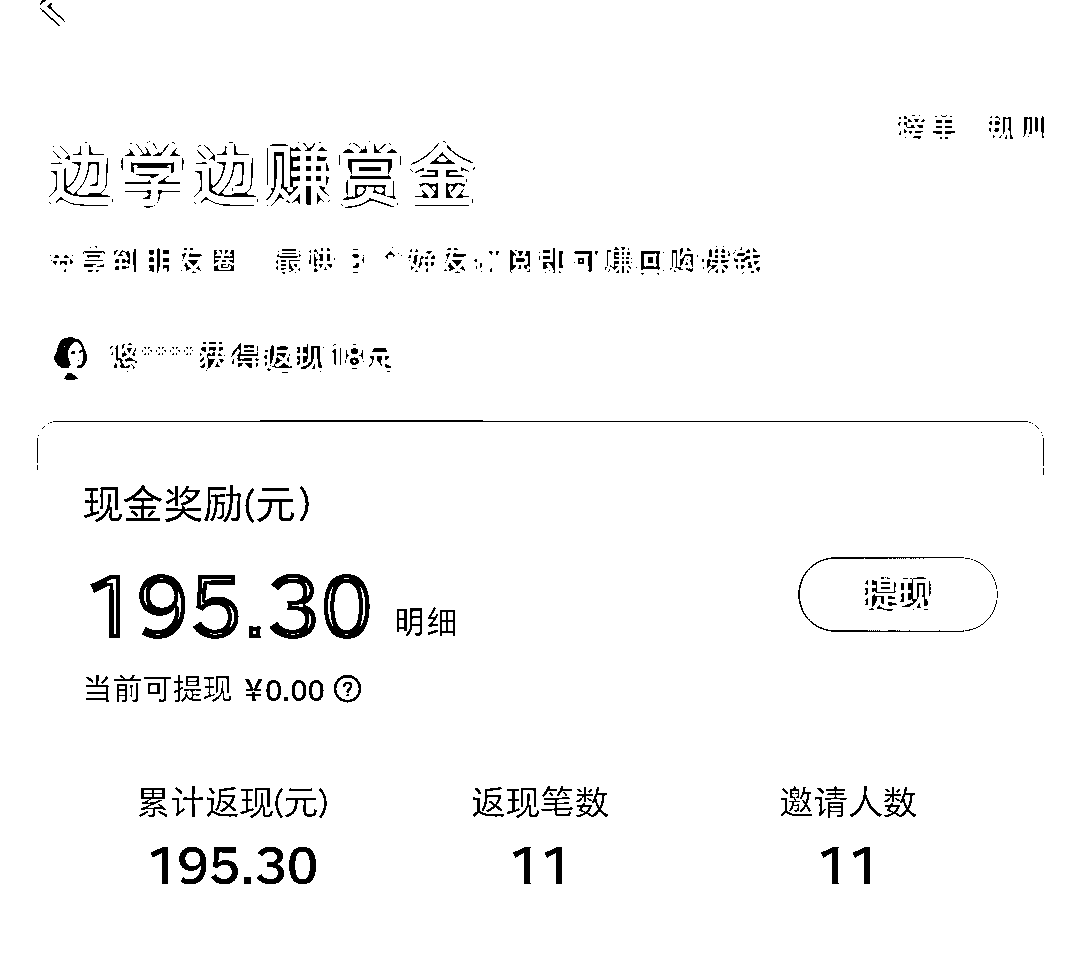 榜单 规则
边学边赚赏金
分享到朋友圈 最快3个好友订阅即可赚回购课钱
悠****获得返现18元
现金奖励(元)
195.30 明细
提现
当前可提现 ¥0.00 ?
累计返现(元) 返现笔数 邀请人数
195.30 11 11